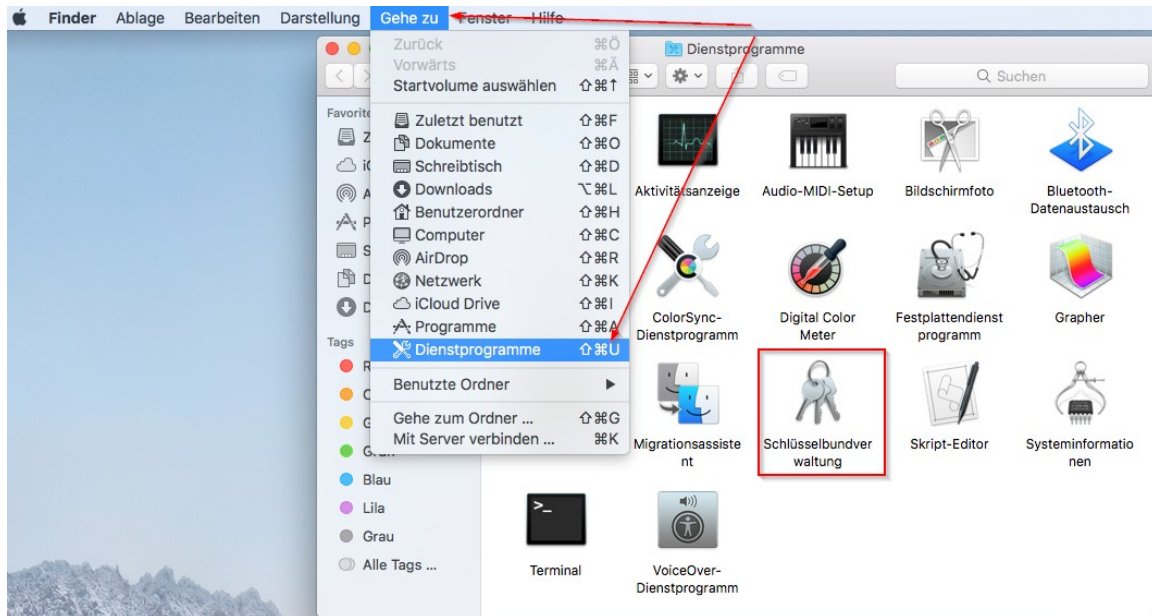 Finder Ablage Bearbeiten Darstellung Gehe zu Fenster Hilfe
Zurück ⌘Ö
Vorwärts ⌘Ä
Startvolume auswählen ⇧⌘↑
Zuletzt benutzt ⇧⌘F
Dokumente ⇧⌘O
Schreibtisch ⇧⌘D
Downloads ⌥⌘L
Benutzerordner ⇧⌘H
Computer ⇧⌘C
AirDrop ⇧⌘R
Netzwerk ⇧⌘K
iCloud Drive ⇧⌘I
Programme ⇧⌘A
Dienstprogramme ⇧⌘U
Benutzte Ordner
Gehe zum Ordner ... ⇧⌘G
Mit Server verbinden ... ⌘K
Dienstprogramme
Suchen
Tags
Blau
Lila
Grau
Alle Tags ...
Aktivitätsanzeige
Audio-MIDI-Setup
Bildschirmfoto
Bluetooth-
Datenaustausch
ColorSync-
Dienstprogramm
Digital Color
Meter
Festplattendienst
programm
Grapher
Migrationsassiste
nt
Schlüsselbundver
waltung
Skript-Editor
Systeminformatio
nen
>_
Terminal
VoiceOver-
Dienstprogramm